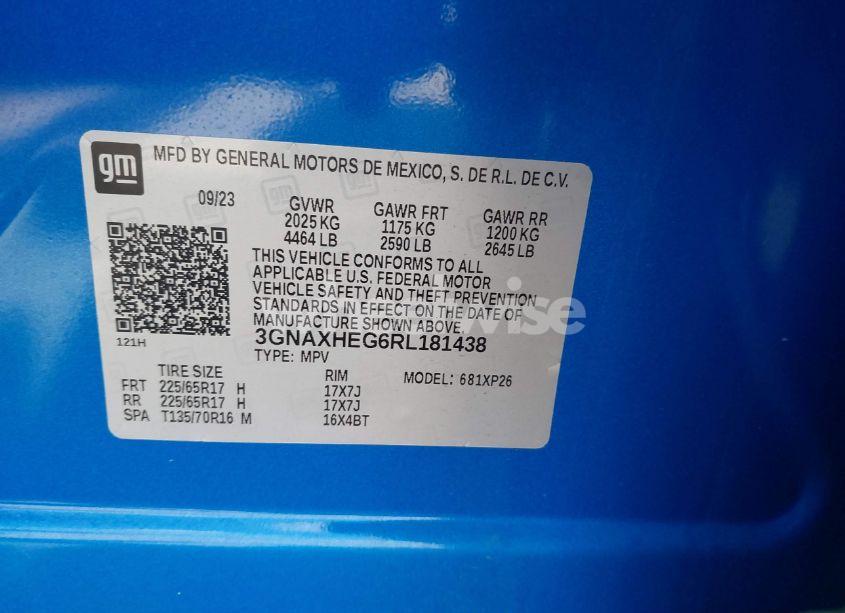 gm MFD BY GENERAL MOTORS DE MEXICO, S. DE R.L. DE C.V.
09/23 GVWR GAWR FRT GAWR RR
2025 KG 1175 KG 1200 KG
4464 LB 2590 LB 2645 LB
THIS VEHICLE CONFORMS TO ALL
APPLICABLE U.S. FEDERAL MOTOR
VEHICLE SAFETY AND THEFT PREVENTION
STANDARDS IN EFFECT ON THE DATE OF
MANUFACTURE SHOWN ABOVE.
121H 3GNAXHEG6RL181438
TYPE: MPV MODEL: 681XP26
TIRE SIZE RIM
FRT 225/65R17 H 17X7J
RR 225/65R17 H 17X7J
SPA T135/70R16 M 16X4BT